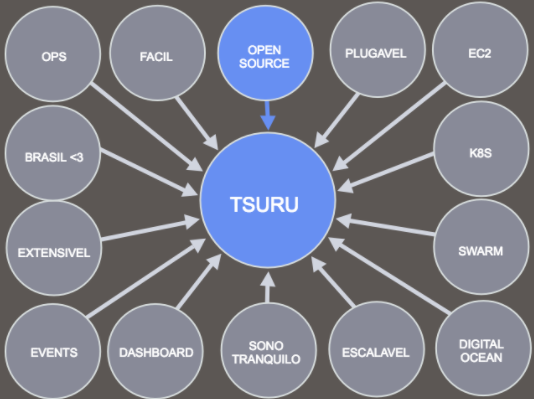 OPS
FACIL
OPEN
SOURCE
PLUGAVEL
EC2
BRASIL <3
K8S
TSURU
EXTENSIVEL
SWARM
EVENTS
DASHBOARD
SONO
TRANQUILO
ESCALAVEL
DIGITAL
OCEAN